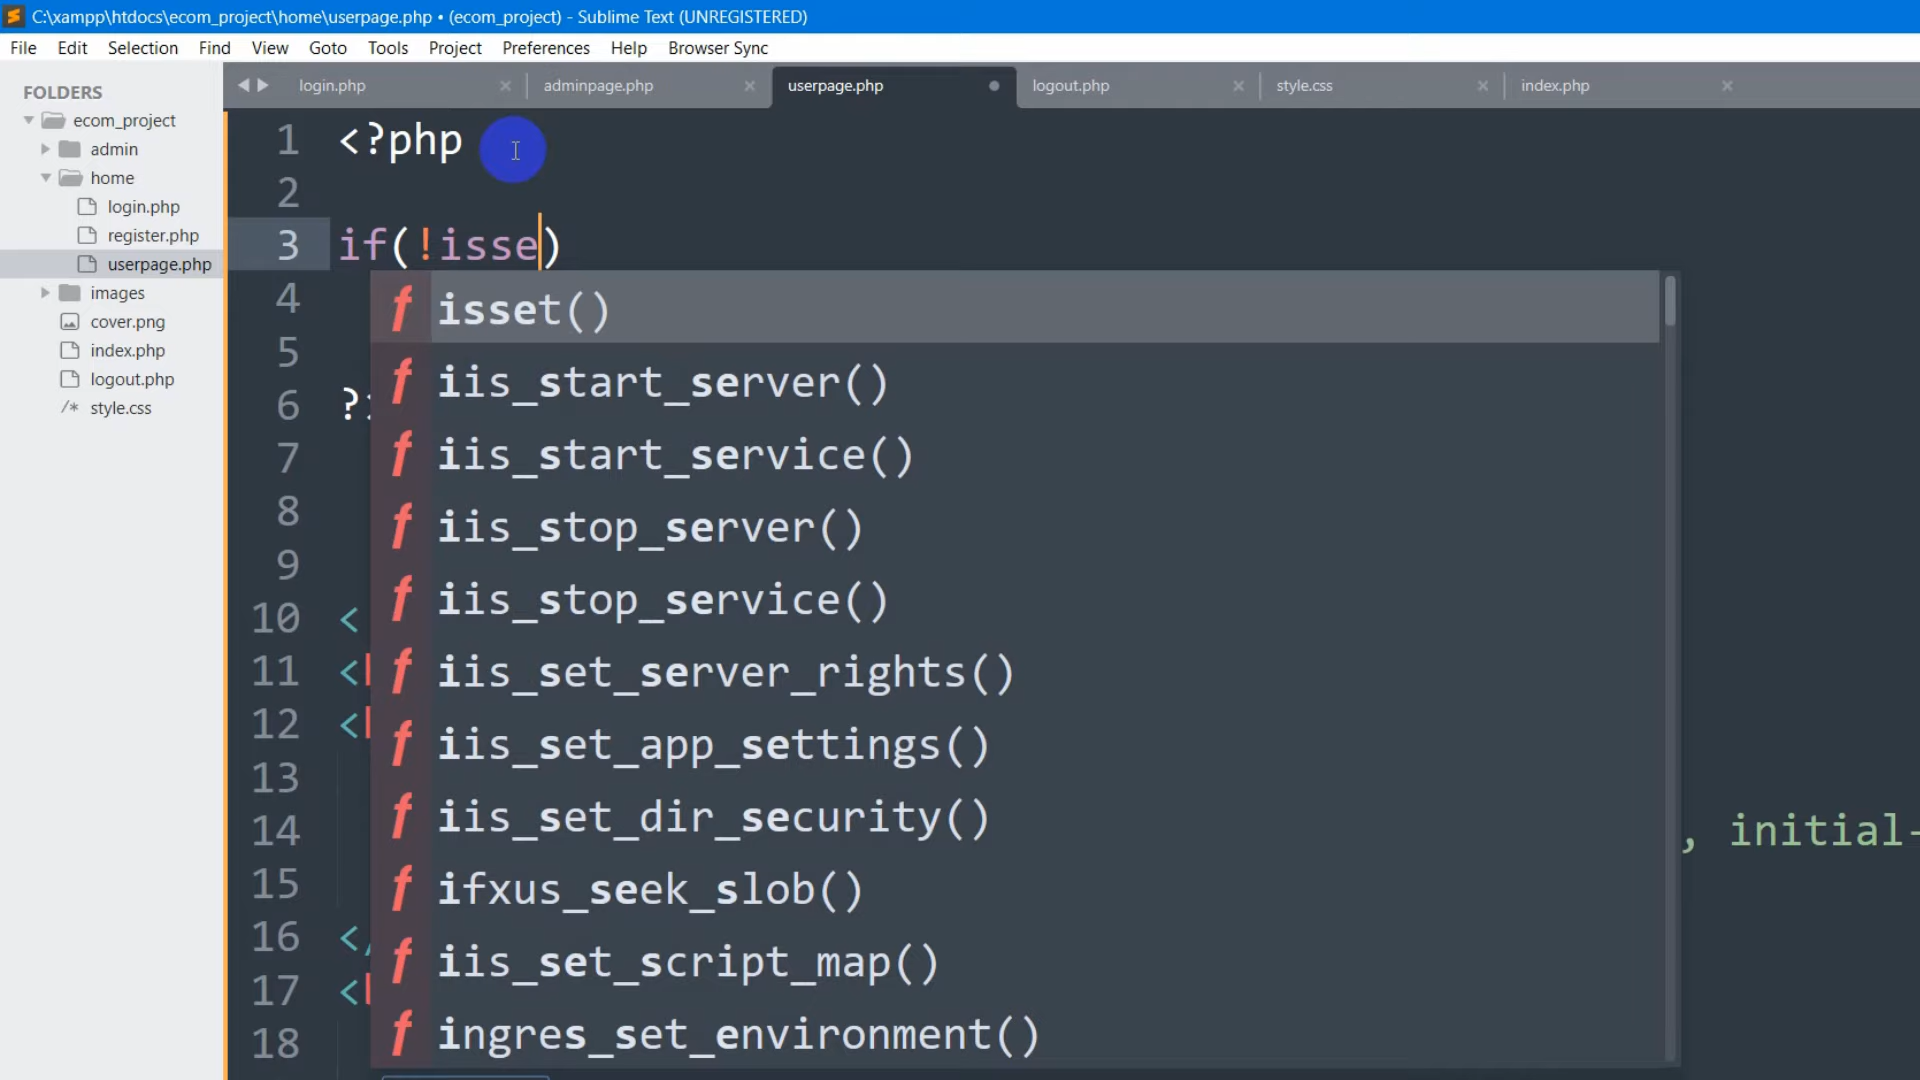 C:\xampp\htdocs\ecom_project\home\userpage.php • (ecom_project) - Sublime Text (UNREGISTERED)
File Edit Selection Find View Goto Tools Project Preferences Help Browser Sync
FOLDERS
ecom_project
admin
home
login.php
register.php
userpage.php
images
cover.png
index.php
logout.php
/* style.css
login.php × adminpage.php × userpage.php logout.php × style.css × index.php ×
1 <?php
2
3 if(!isse)
4
5
6 ?>
7
8
9
10 <
11 <
12 <
13
14 , initial-
15
16 </
17 <
18
f isset()
f iis_start_server()
f iis_start_service()
f iis_stop_server()
f iis_stop_service()
f iis_set_server_rights()
f iis_set_app_settings()
f iis_set_dir_security()
f ifxus_seek_slob()
f iis_set_script_map()
f ingres_set_environment()